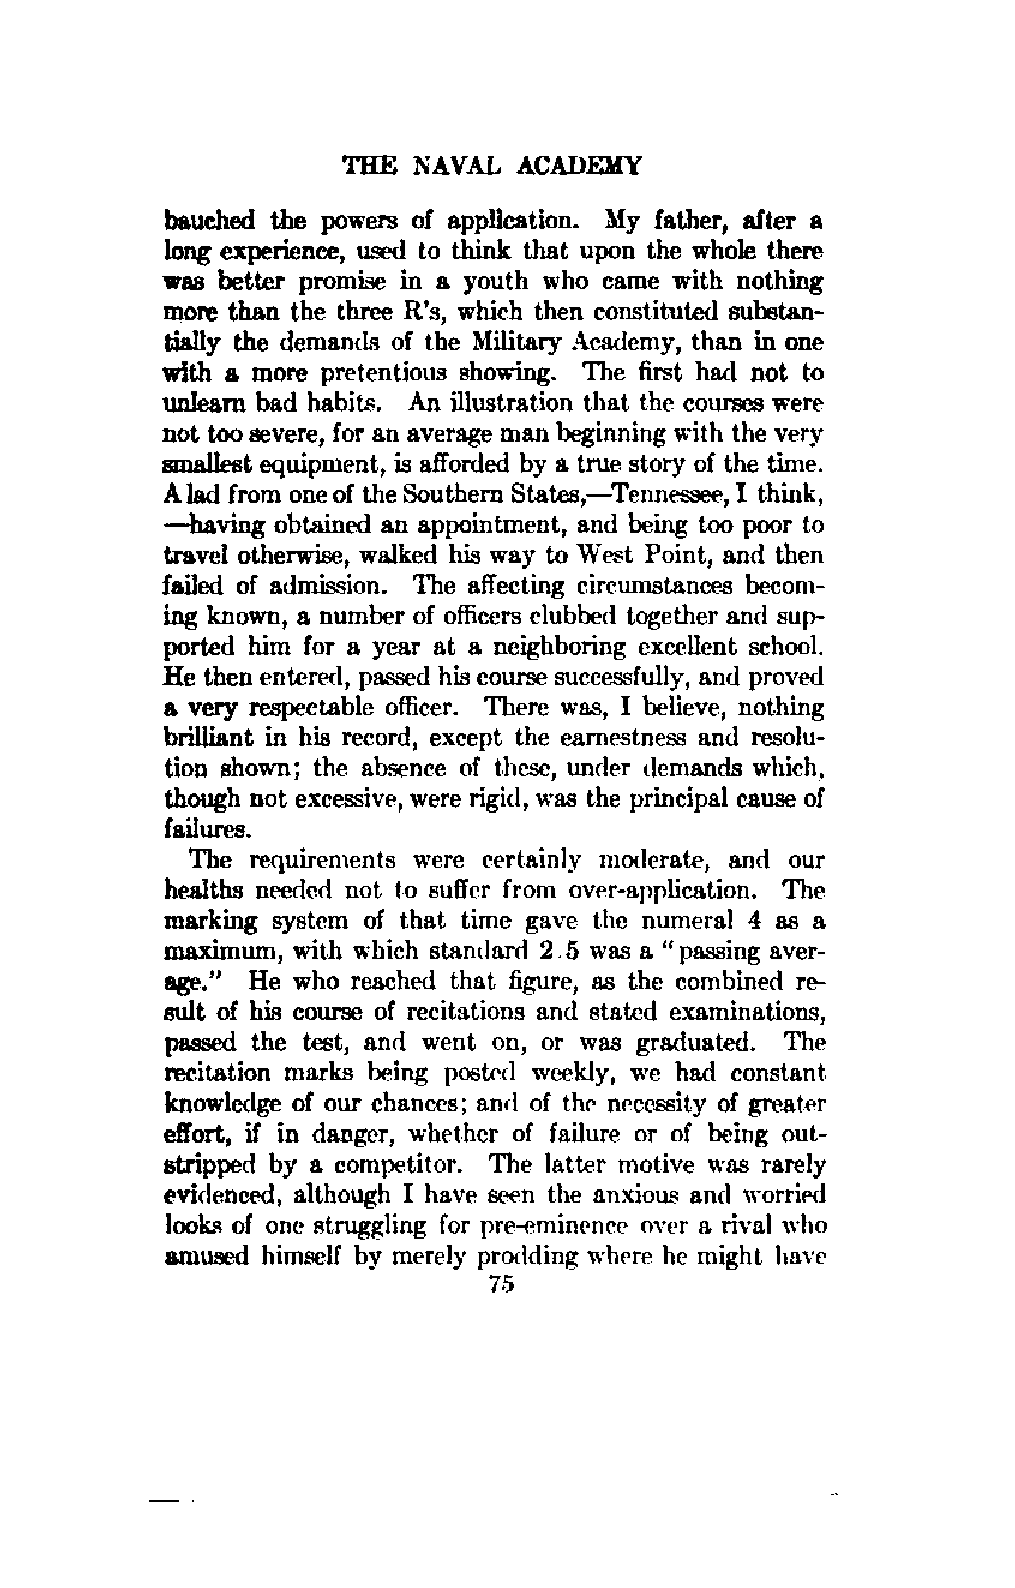 THE NAVAL ACADEMY
bauched the powers of application. My father, after a
long experience, used to think that upon the whole there
was better promise in a youth who came with nothing
more than the three R's, which then constituted substan-
tially the demands of the Military Academy, than in one
with a more pretentious showing. The first had not to
unlearn bad habits. An illustration that the courses were
not too severe, for an average man beginning with the very
smallest equipment, is afforded by a true story of the time.
A lad from one of the Southern States,—Tennessee, I think,
—having obtained an appointment, and being too poor to
travel otherwise, walked his way to West Point, and then
failed of admission. The affecting circumstances becom-
ing known, a number of officers clubbed together and sup-
ported him for a year at a neighboring excellent school.
He then entered, passed his course successfully, and proved
a very respectable officer. There was, I believe, nothing
brilliant in his record, except the earnestness and resolu-
tion shown; the absence of these, under demands which,
though not excessive, were rigid, was the principal cause of
failures.
The requirements were certainly moderate, and our
healths needed not to suffer from over-application. The
marking system of that time gave the numeral 4 as a
maximum, with which standard 2.5 was a "passing aver-
age." He who reached that figure, as the combined re-
sult of his course of recitations and stated examinations,
passed the test, and went on, or was graduated. The
recitation marks being posted weekly, we had constant
knowledge of our chances; and of the necessity of greater
effort, if in danger, whether of failure or of being out-
stripped by a competitor. The latter motive was rarely
evidenced, although I have seen the anxious and worried
looks of one struggling for pre-eminence over a rival who
amused himself by merely prodding where he might have
75